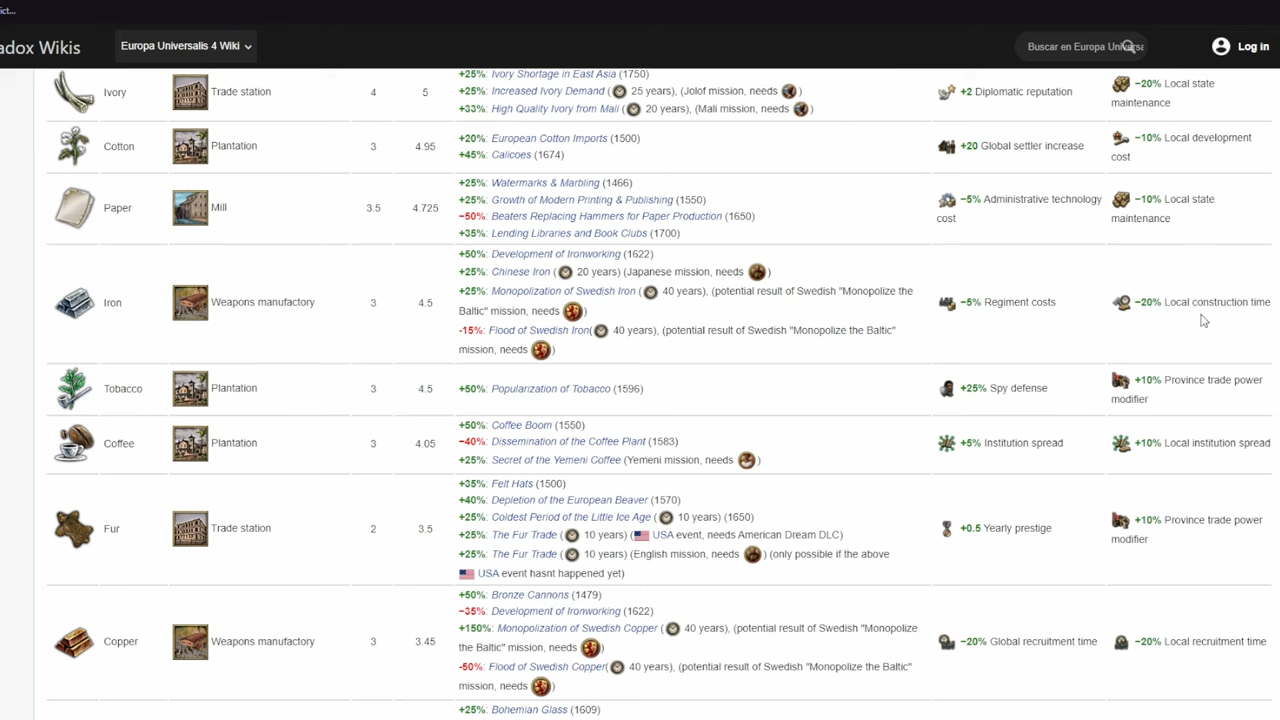 ict...
adox Wikis
Europa Universalis 4 Wiki
Buscar en Europa Universa
Log in
Ivory Trade station 4 5
+25%: Ivory Shortage in East Asia (1750)
+25%: Increased Ivory Demand ( 25 years), (Jolof mission, needs )
+33%: High Quality Ivory from Mali ( 20 years), (Mali mission, needs )
+2 Diplomatic reputation
−20% Local state
maintenance
Cotton Plantation 3 4.95
+20%: European Cotton Imports (1500)
+45%: Calicoes (1674)
+20 Global settler increase
−10% Local development
cost
Paper Mill 3.5 4.725
+25%: Watermarks & Marbling (1466)
+25%: Growth of Modern Printing & Publishing (1550)
−50%: Beaters Replacing Hammers for Paper Production (1650)
+35%: Lending Libraries and Book Clubs (1700)
−5% Administrative technology
cost
−10% Local state
maintenance
Iron Weapons manufactory 3 4.5
+50%: Development of Ironworking (1622)
+25%: Chinese Iron ( 20 years) (Japanese mission, needs )
+25%: Monopolization of Swedish Iron ( 40 years), (potential result of Swedish "Monopolize the
Baltic" mission, needs )
-15%: Flood of Swedish Iron( 40 years), (potential result of Swedish "Monopolize the Baltic"
mission, needs )
−5% Regiment costs
−20% Local construction time
Tobacco Plantation 3 4.5
+50%: Popularization of Tobacco (1596)
+25% Spy defense
+10% Province trade power
modifier
Coffee Plantation 3 4.05
+50%: Coffee Boom (1550)
−40%: Dissemination of the Coffee Plant (1583)
+25%: Secret of the Yemeni Coffee (Yemeni mission, needs )
+5% Institution spread
+10% Local institution spread
Fur Trade station 2 3.5
+35%: Felt Hats (1500)
+40%: Depletion of the European Beaver (1570)
+25%: Coldest Period of the Little Ice Age ( 10 years) (1650)
+25%: The Fur Trade ( 10 years) ( USA event, needs American Dream DLC)
+25%: The Fur Trade ( 10 years) (English mission, needs ) (only possible if the above
USA event hasnt happened yet)
+0.5 Yearly prestige
+10% Province trade power
modifier
Copper Weapons manufactory 3 3.45
+50%: Bronze Cannons (1479)
−35%: Development of Ironworking (1622)
+150%: Monopolization of Swedish Copper ( 40 years), (potential result of Swedish "Monopolize
the Baltic" mission, needs )
-50%: Flood of Swedish Copper( 40 years), (potential result of Swedish "Monopolize the Baltic"
mission, needs )
−20% Global recruitment time
−20% Local recruitment time
+25%: Bohemian Glass (1609)